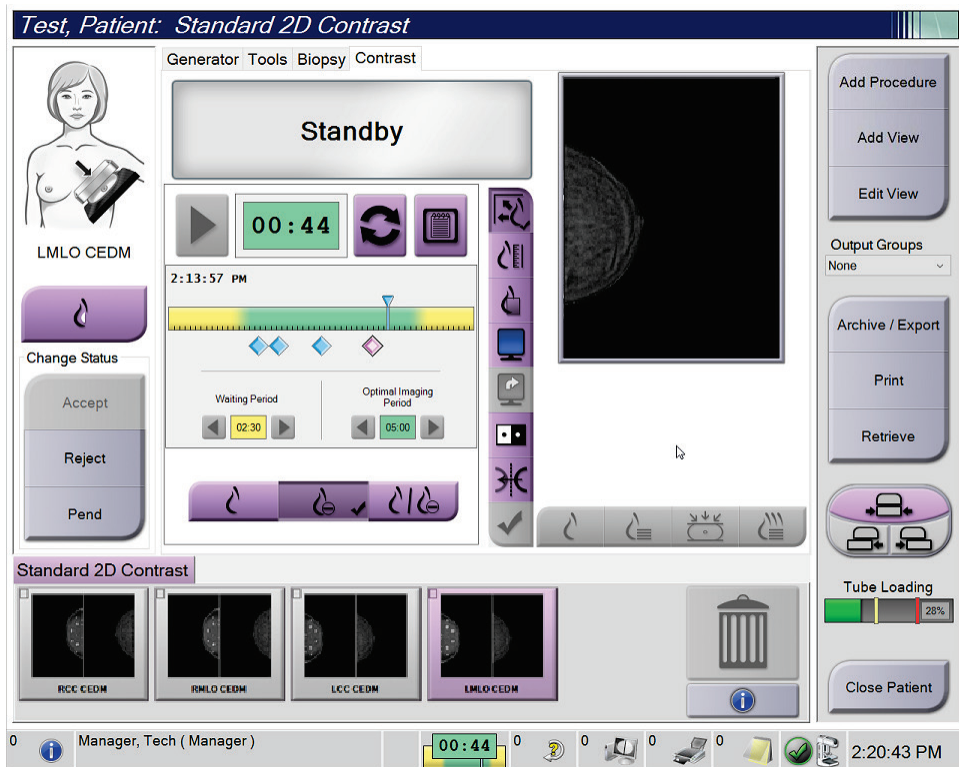 Test, Patient: Standard 2D Contrast
Generator Tools Biopsy Contrast
Standby
LMLO CEDM
Change Status
Accept
Reject
Pend
00:44
2:13:57 PM
Waiting Period
02:30
Optimal Imaging
Period
05:00
Add Procedure
Add View
Edit View
Output Groups
None
Archive / Export
Print
Retrieve
Tube Loading
28%
Close Patient
Standard 2D Contrast
RCC CEDM
RMLO CEDM
LCC CEDM
LMLO CEDM
0
Manager, Tech ( Manager )
00:44
0
0
0
0
2:20:43 PM